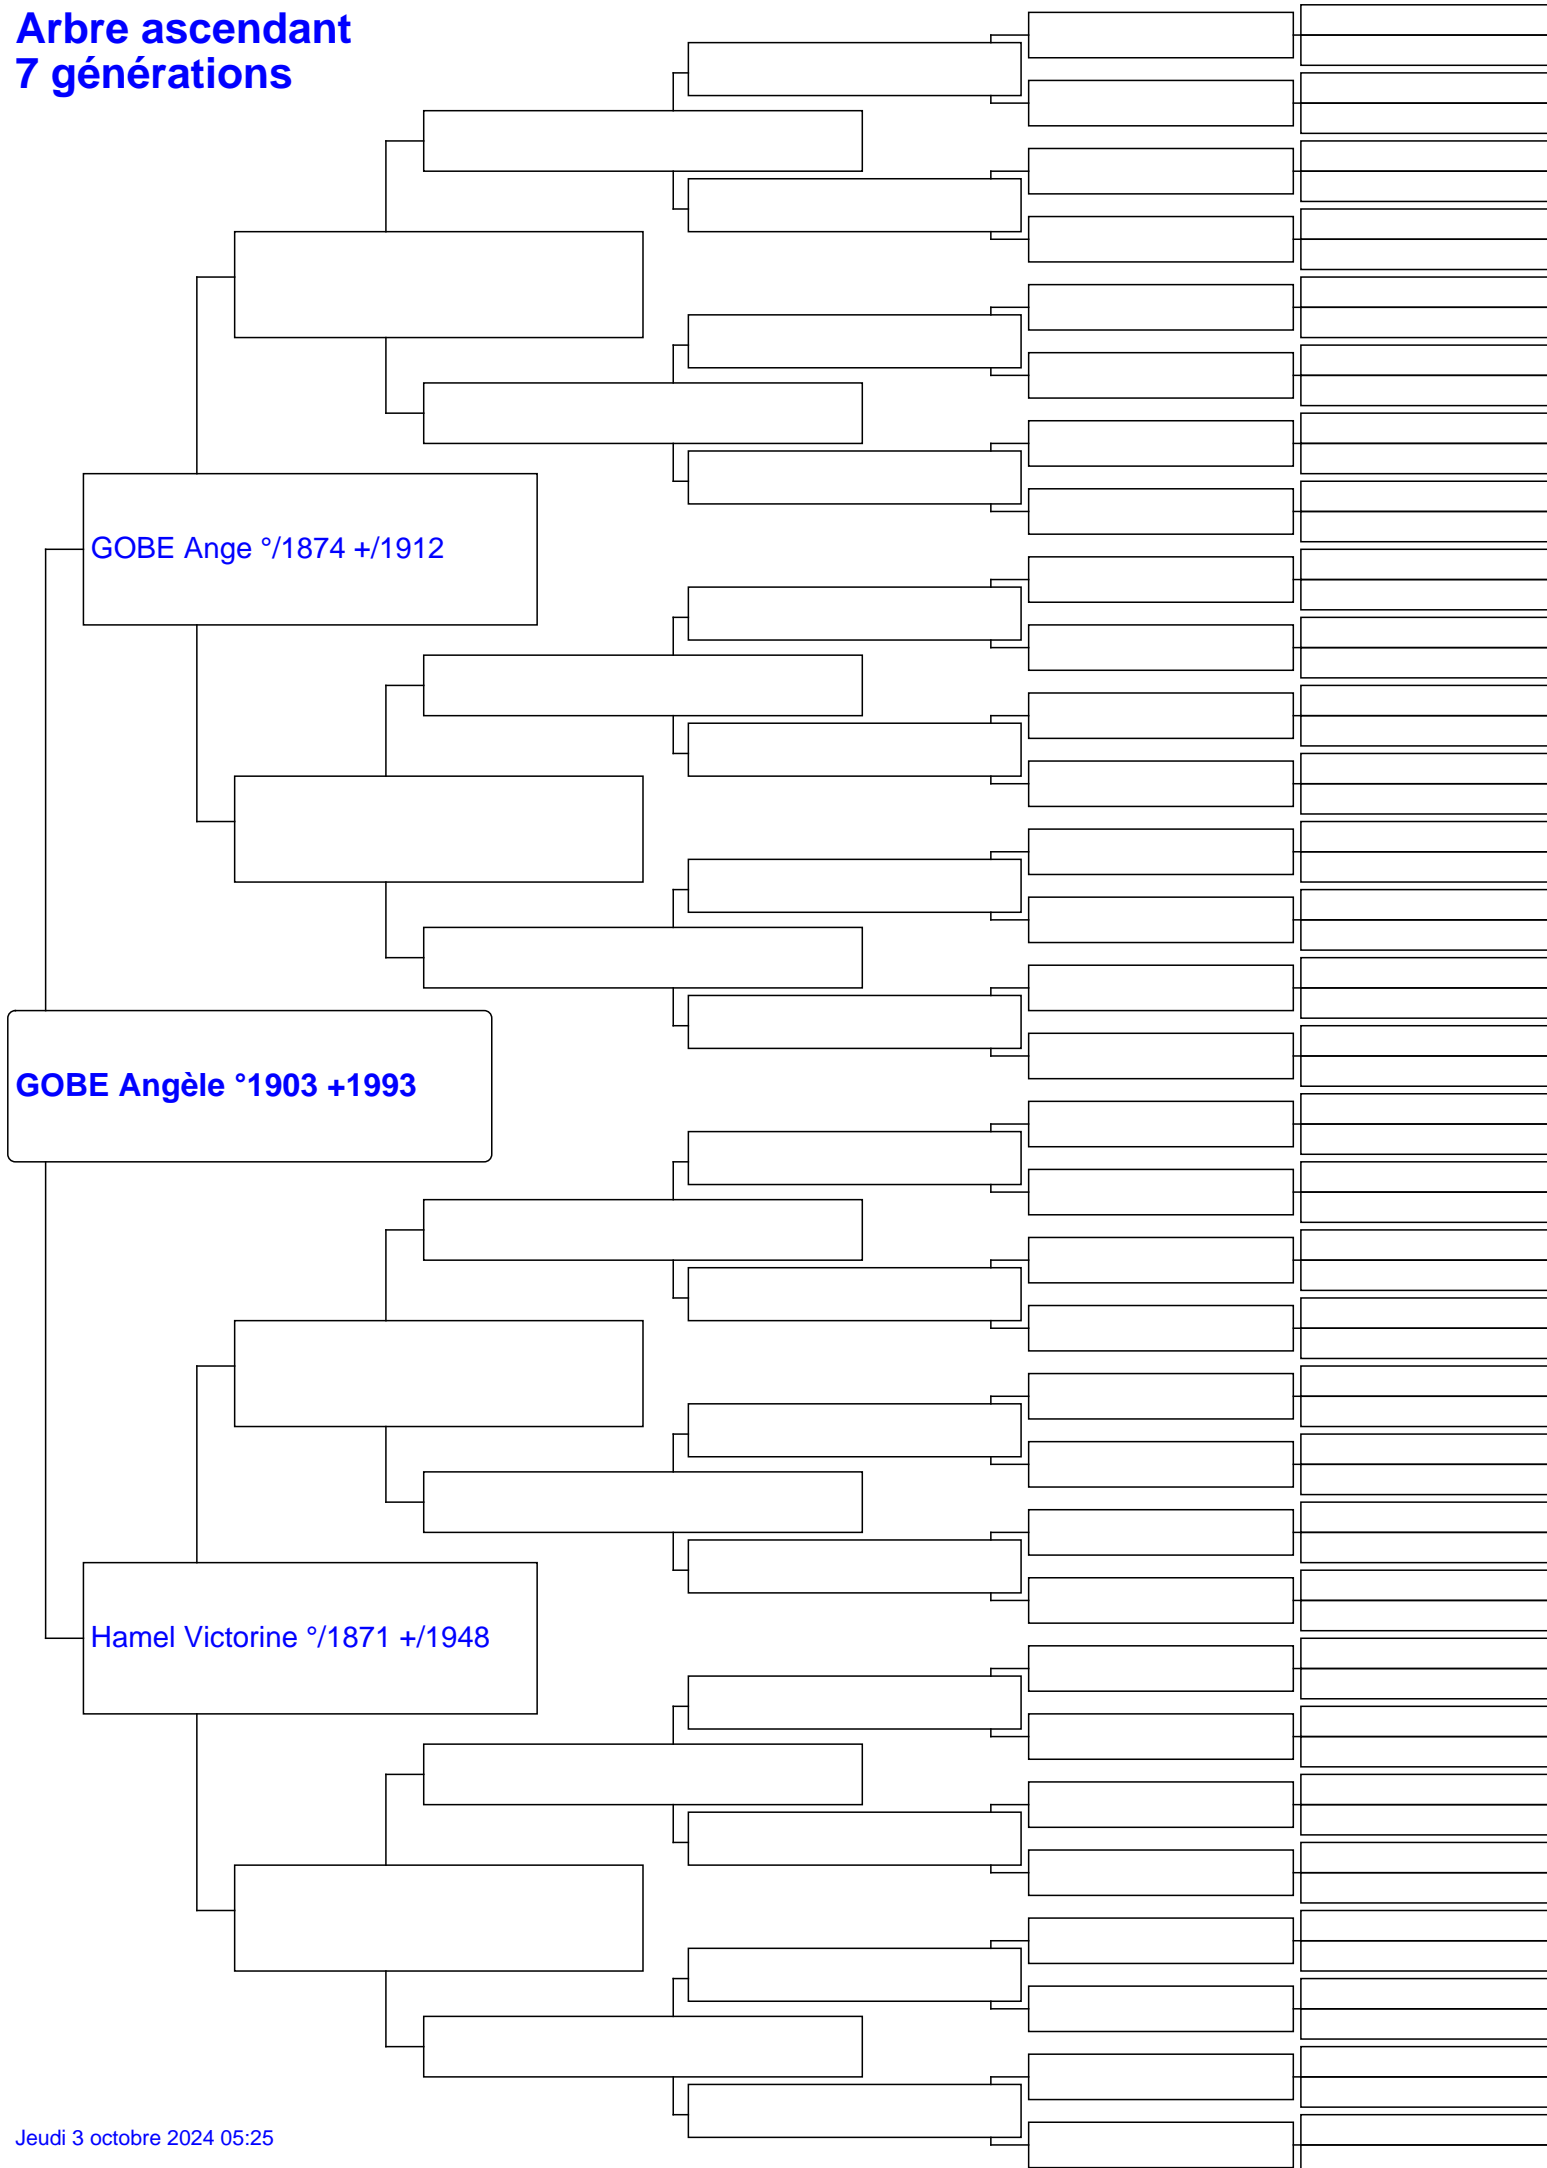 Arbre ascendant
7 générations
GOBE Ange °/1874 +/1912
GOBE Angèle °1903 +1993
Hamel Victorine °/1871 +/1948
Jeudi 3 octobre 2024 05:25